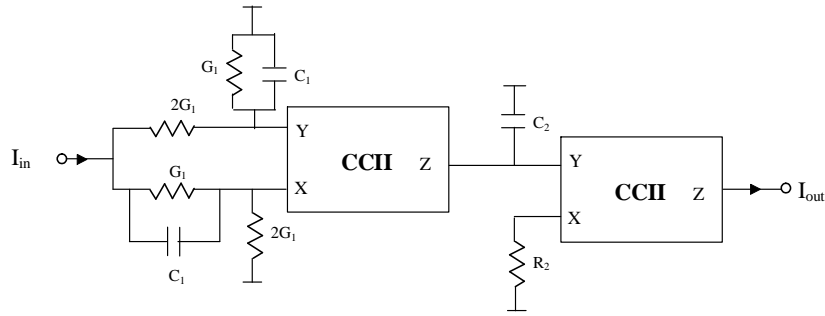 G₁
C₁
2G₁
Y
CCII
Z
I_in
G₁
X
2G₁
C₁
C₂
Y
CCII
Z
I_out
X
R₂